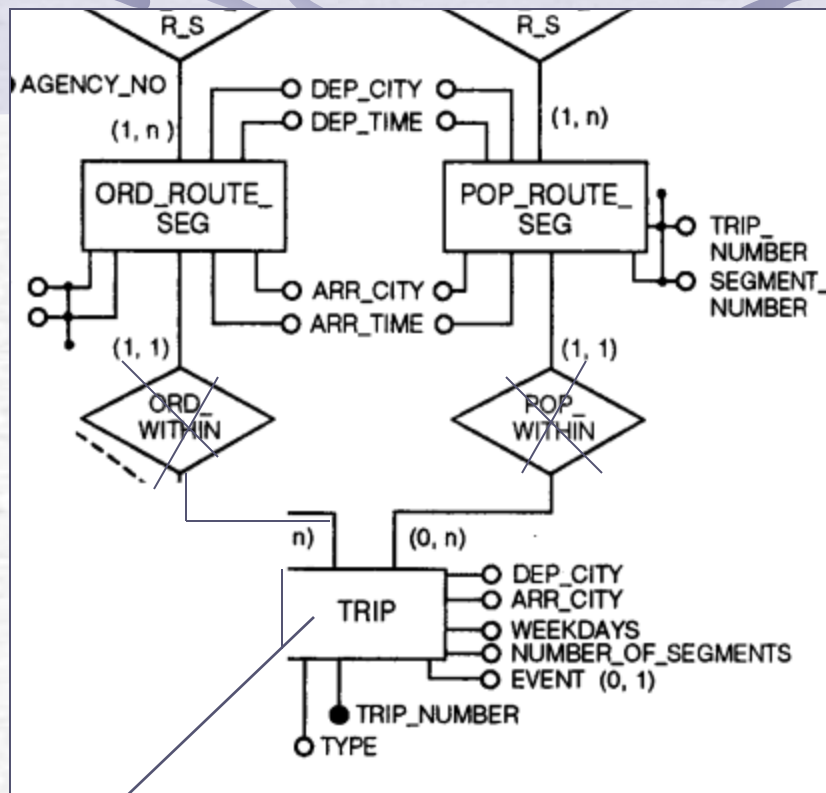 R_S
R_S
AGENCY_NO
DEP_CITY
DEP_TIME
(1, n)
(1, n)
ORD_ROUTE_
SEG
POP_ROUTE_
SEG
TRIP_
NUMBER
SEGMENT_
NUMBER
ARR_CITY
ARR_TIME
(1, 1)
(1, 1)
ORD_
WITHIN
POP_
WITHIN
n)
(0, n)
TRIP
DEP_CITY
ARR_CITY
WEEKDAYS
NUMBER_OF_SEGMENTS
EVENT (0, 1)
TRIP_NUMBER
TYPE